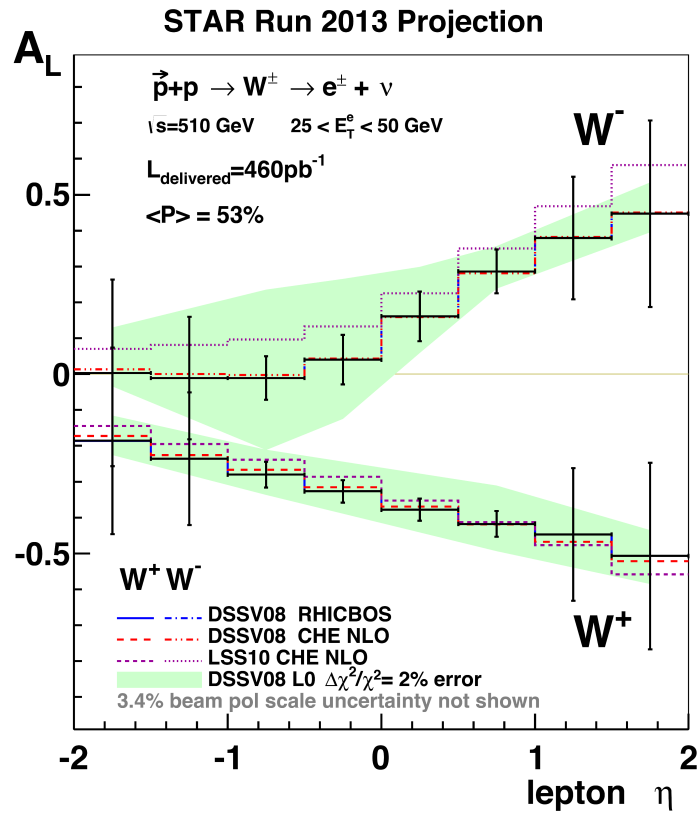 STAR Run 2013 Projection
A_L
p⃗+p → W± → e± + ν
√s=510 GeV 25 < E_T^e < 50 GeV
L_delivered=460pb⁻¹
<P> = 53%
W⁻
0.5
0
-0.5
W⁺ W⁻
DSSV08 RHICBOS
DSSV08 CHE NLO
LSS10 CHE NLO
DSSV08 L0 Δχ²/χ²= 2% error
3.4% beam pol scale uncertainty not shown
W⁺
-2 -1 0 1 2
lepton η